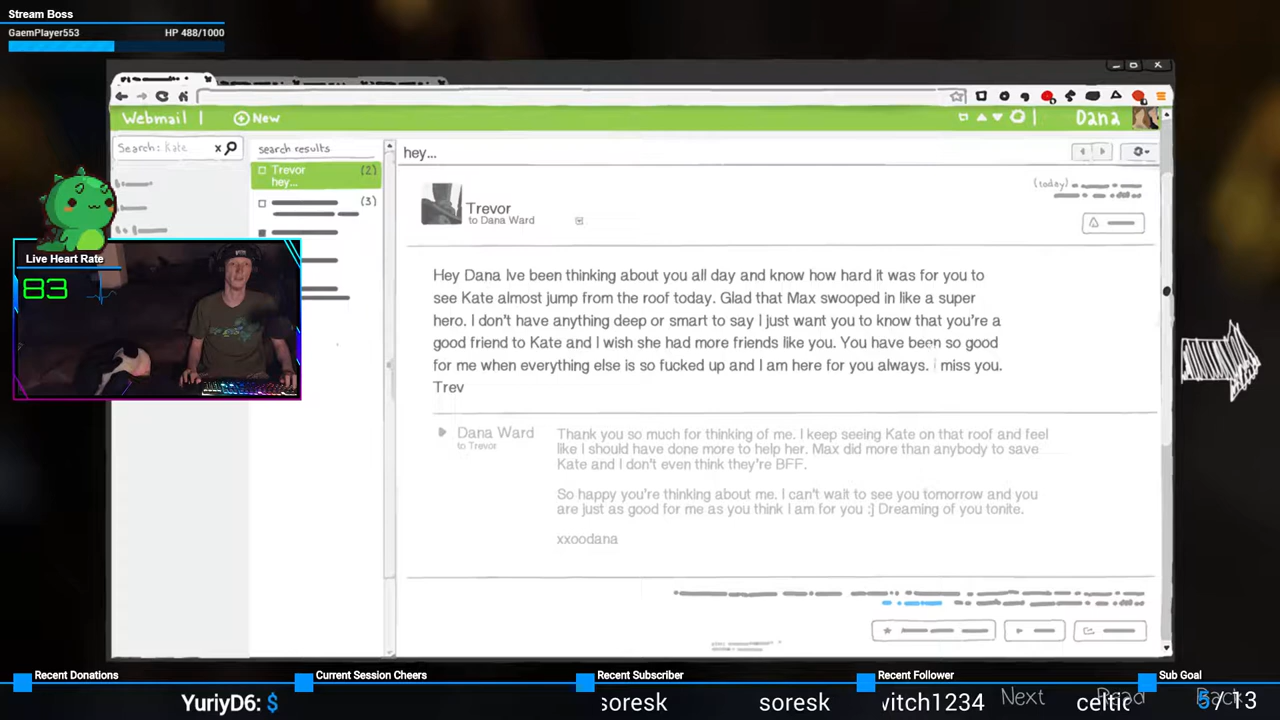 Stream Boss
GaemPlayer553
HP 488/1000
Webmail
New
Dana
Search: Kate
x
search results
hey...
Trevor
(2)
hey...
(3)
(today)
Trevor
to Dana Ward
Live Heart Rate
83
Hey Dana Ive been thinking about you all day and know how hard it was for you to
see Kate almost jump from the roof today. Glad that Max swooped in like a super
hero. I don't have anything deep or smart to say I just want you to know that you're a
good friend to Kate and I wish she had more friends like you. You have been so good
for me when everything else is so fucked up and I am here for you always. I miss you.
Trev
Dana Ward
to Trevor
Thank you so much for thinking of me. I keep seeing Kate on that roof and feel
like I should have done more to help her. Max did more than anybody to save
Kate and I don't even think they're BFF.
So happy you're thinking about me. I can't wait to see you tomorrow and you
are just as good for me as you think I am for you :] Dreaming of you tonite.
xxoodana
Recent Donations
Current Session Cheers
Recent Subscriber
Recent Follower
Sub Goal
YuriyD6: $
soresk
soresk
witch1234
Next
Read
celtic
Back
5 / 13